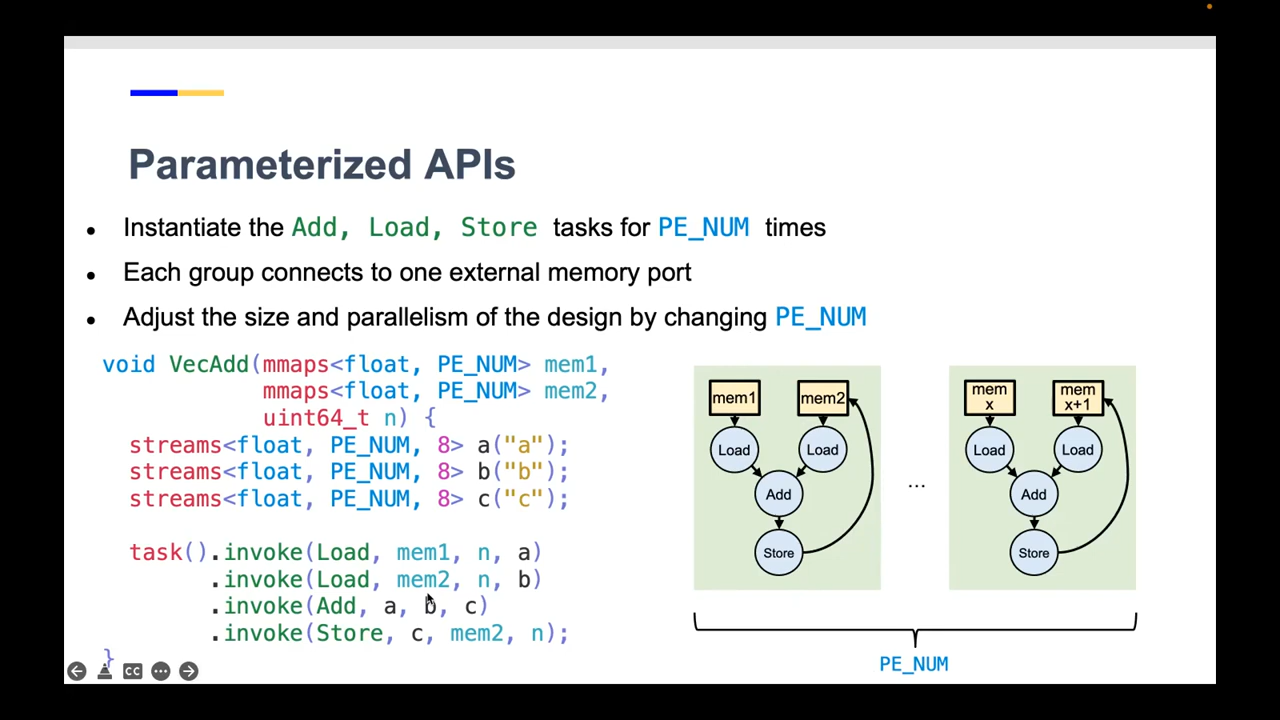 Parameterized APIs
• Instantiate the Add, Load, Store tasks for PE_NUM times
• Each group connects to one external memory port
• Adjust the size and parallelism of the design by changing PE_NUM
void VecAdd(mmaps<float, PE_NUM> mem1,
mmaps<float, PE_NUM> mem2,
uint64_t n) {
streams<float, PE_NUM, 8> a("a");
streams<float, PE_NUM, 8> b("b");
streams<float, PE_NUM, 8> c("c");
task().invoke(Load, mem1, n, a)
.invoke(Load, mem2, n, b)
.invoke(Add, a, b, c)
.invoke(Store, c, mem2, n);
}
mem1 mem2
Load Load
Add
Store
...
mem x mem x+1
Load Load
Add
Store
PE_NUM
CC